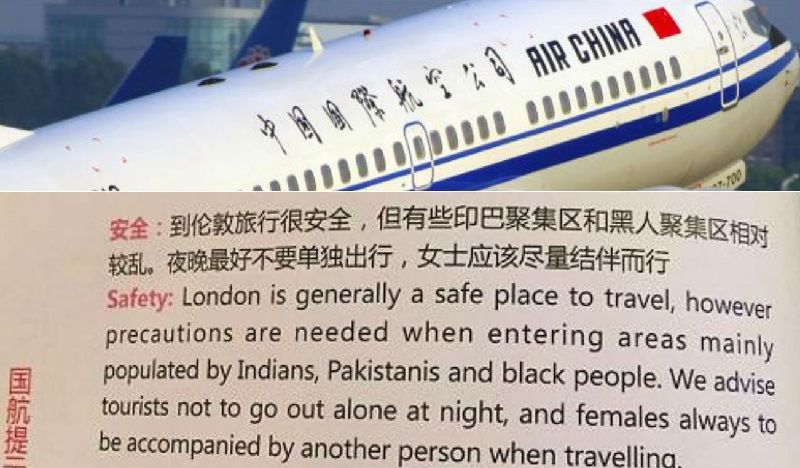 中国国际航空公司 AIR CHINA
37-700
安全：到伦敦旅行很安全，但有些印巴聚集区和黑人聚集区相对
较乱。夜晚最好不要单独出行，女士应该尽量结伴而行
Safety: London is generally a safe place to travel, however
precautions are needed when entering areas mainly
populated by Indians, Pakistanis and black people. We advise
tourists not to go out alone at night, and females always to
be accompanied by another person when travelling.
国航提